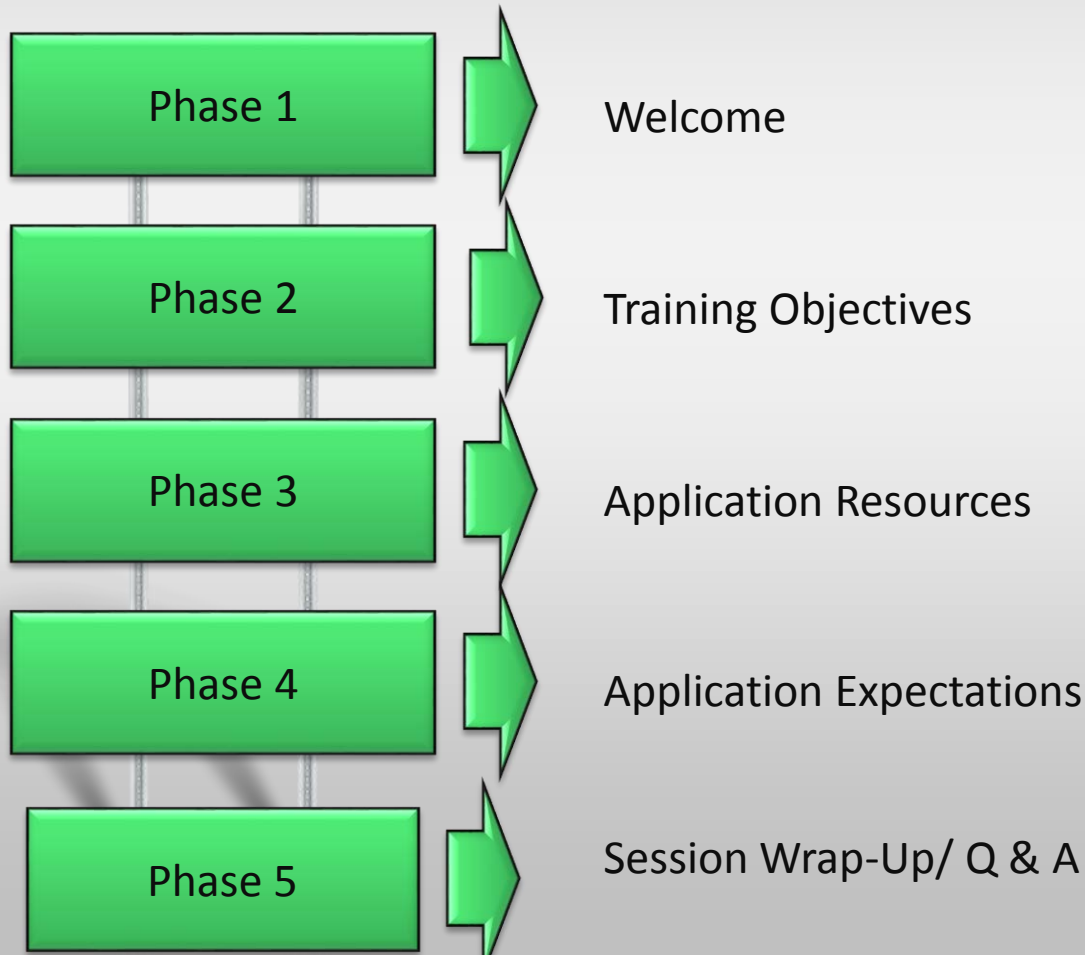 Phase 1
Welcome
Phase 2
Training Objectives
Phase 3
Application Resources
Phase 4
Application Expectations
Phase 5
Session Wrap-Up/ Q & A